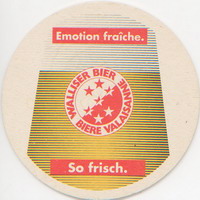 Emotion fraîche.
WALLISER BIER
BIERE VALAISANNE
So frisch.